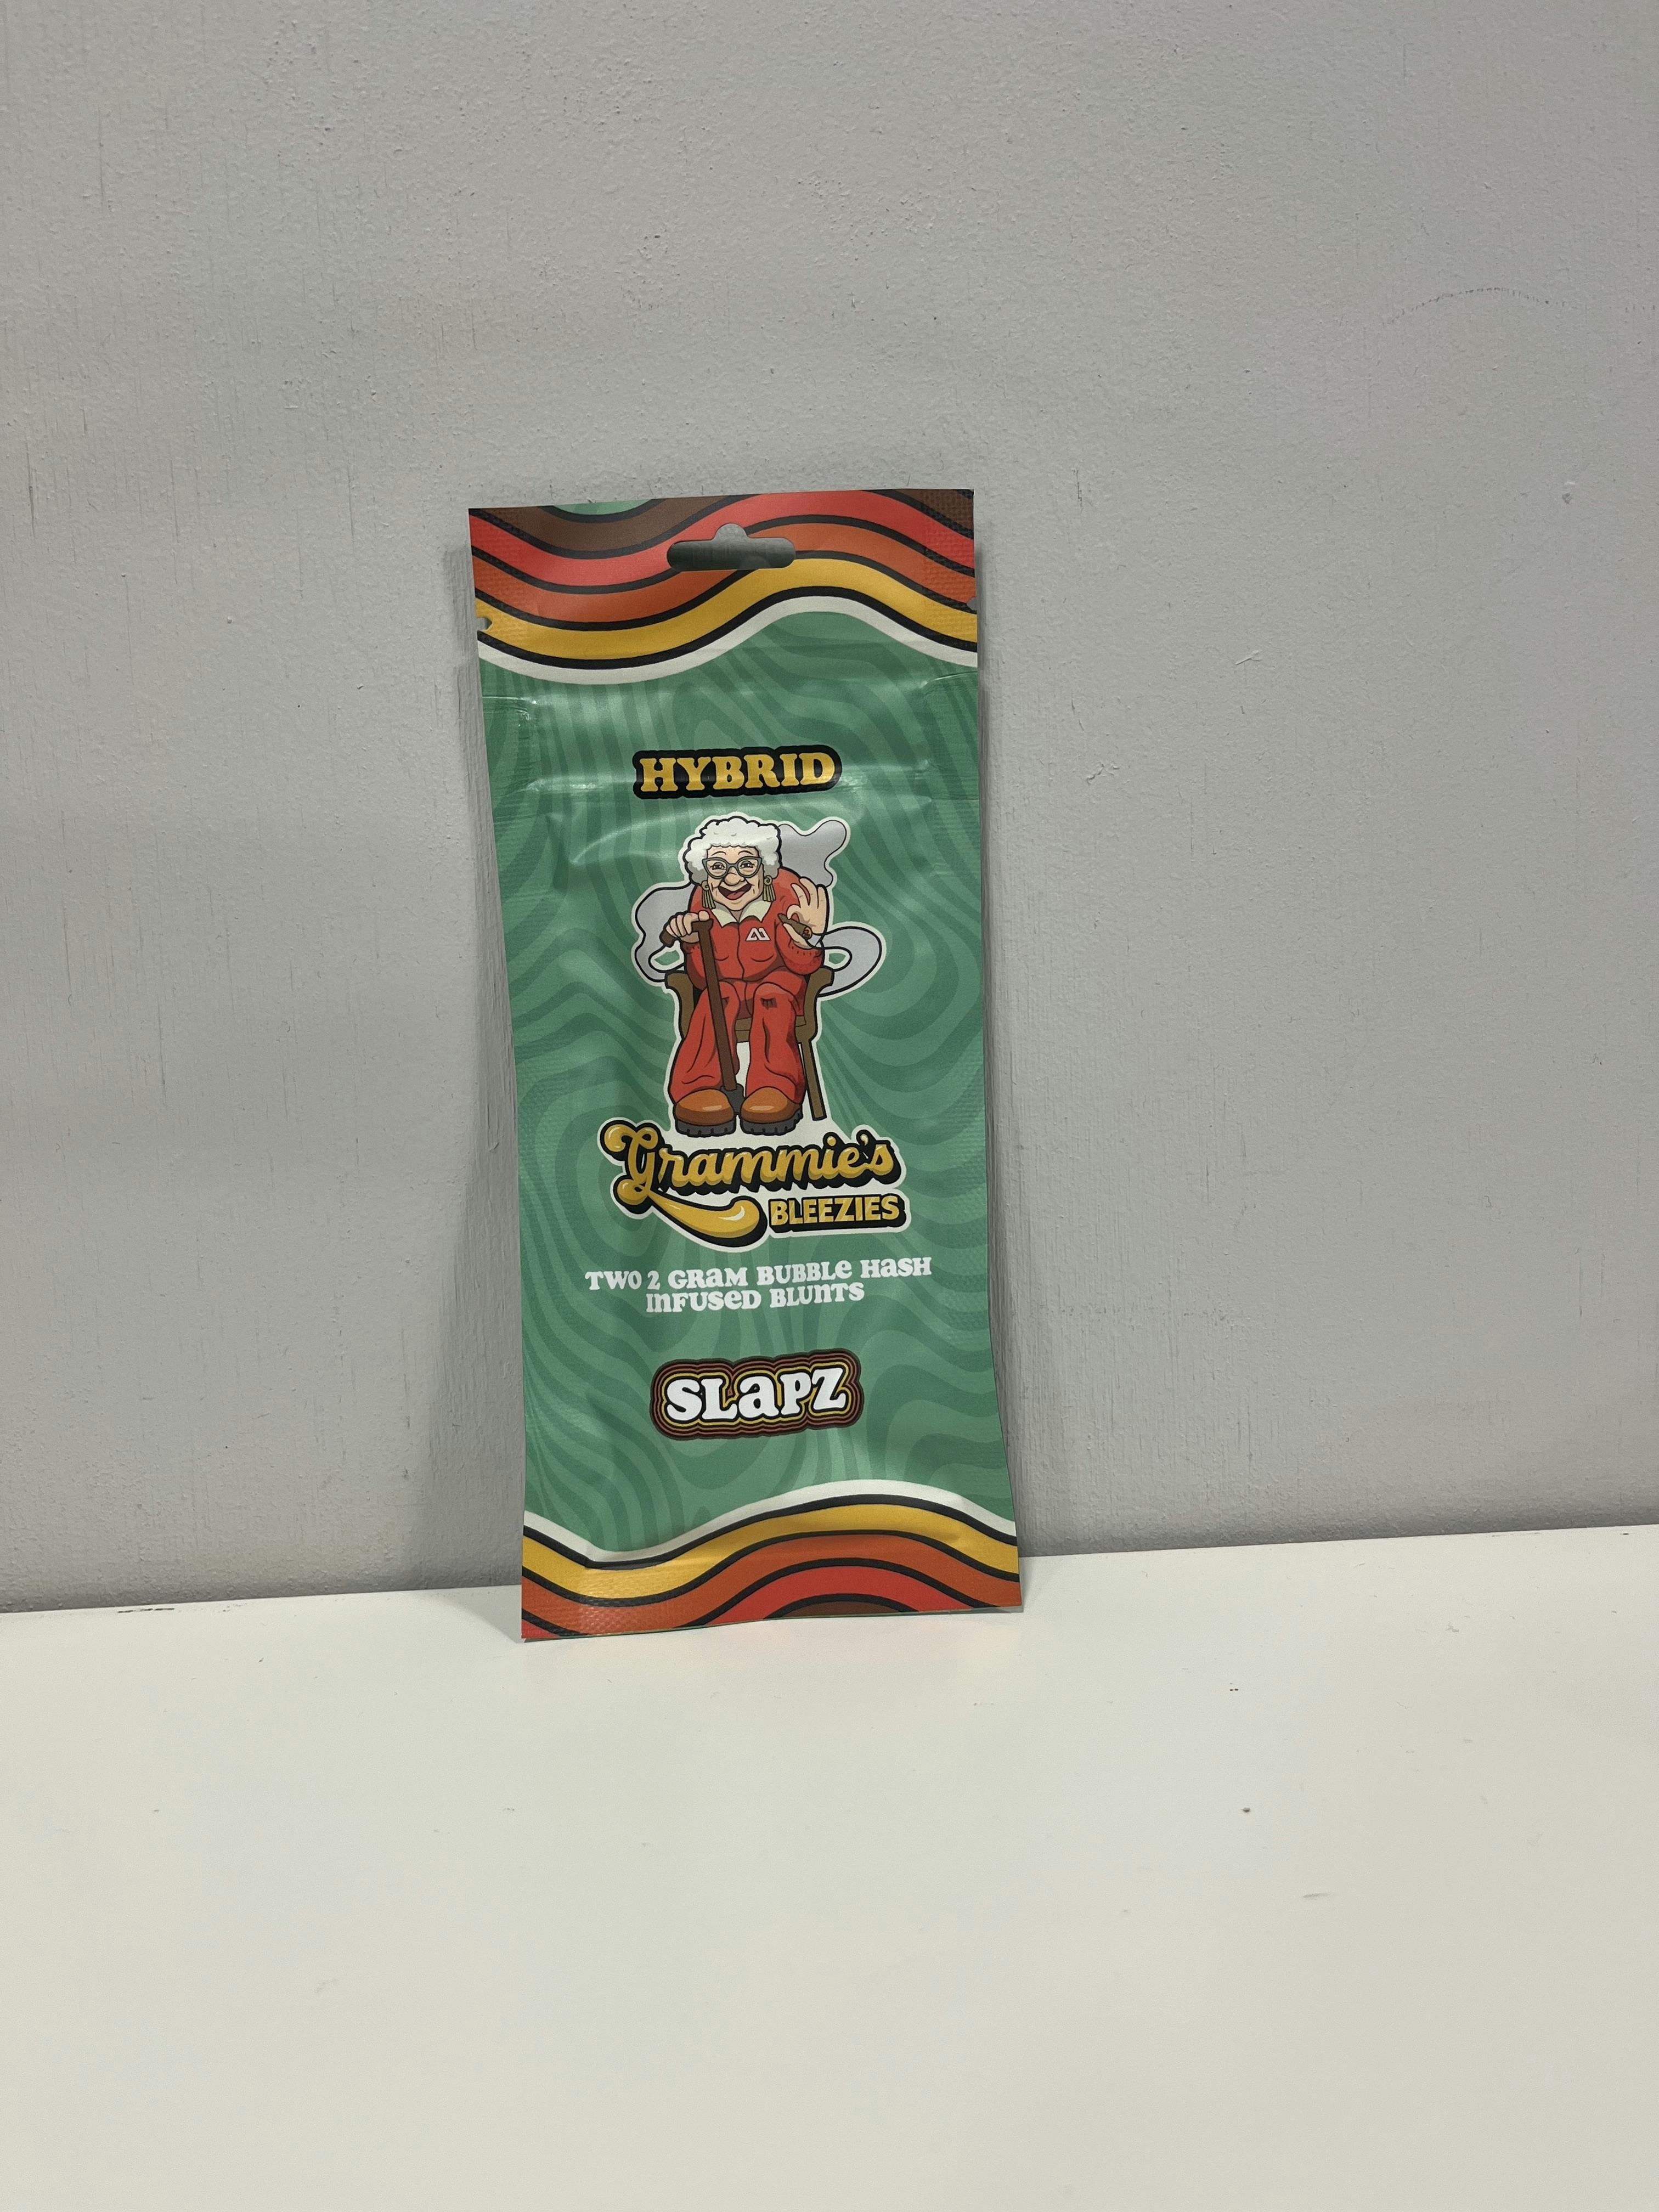 HYBRID
Grammie's
BLEEZIES
TWO 2 GRAM BUBBLE HASH
INFUSED BLUNTS
SLAPZ